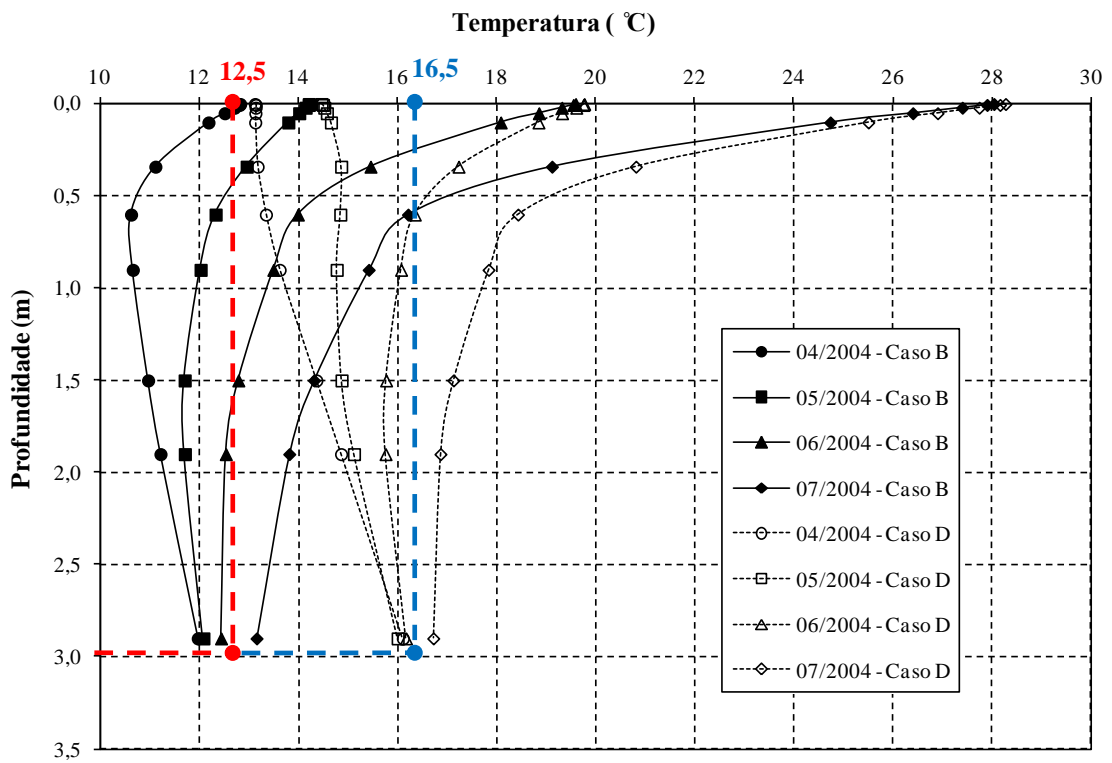 Temperatura ( ℃)
10 12 14 16 18 20 22 24 26 28 30
12,5 16,5
Profundidade (m)
0,0
0,5
1,0
1,5
2,0
2,5
3,0
3,5
04/2004 - Caso B
05/2004 - Caso B
06/2004 - Caso B
07/2004 - Caso B
04/2004 - Caso D
05/2004 - Caso D
06/2004 - Caso D
07/2004 - Caso D